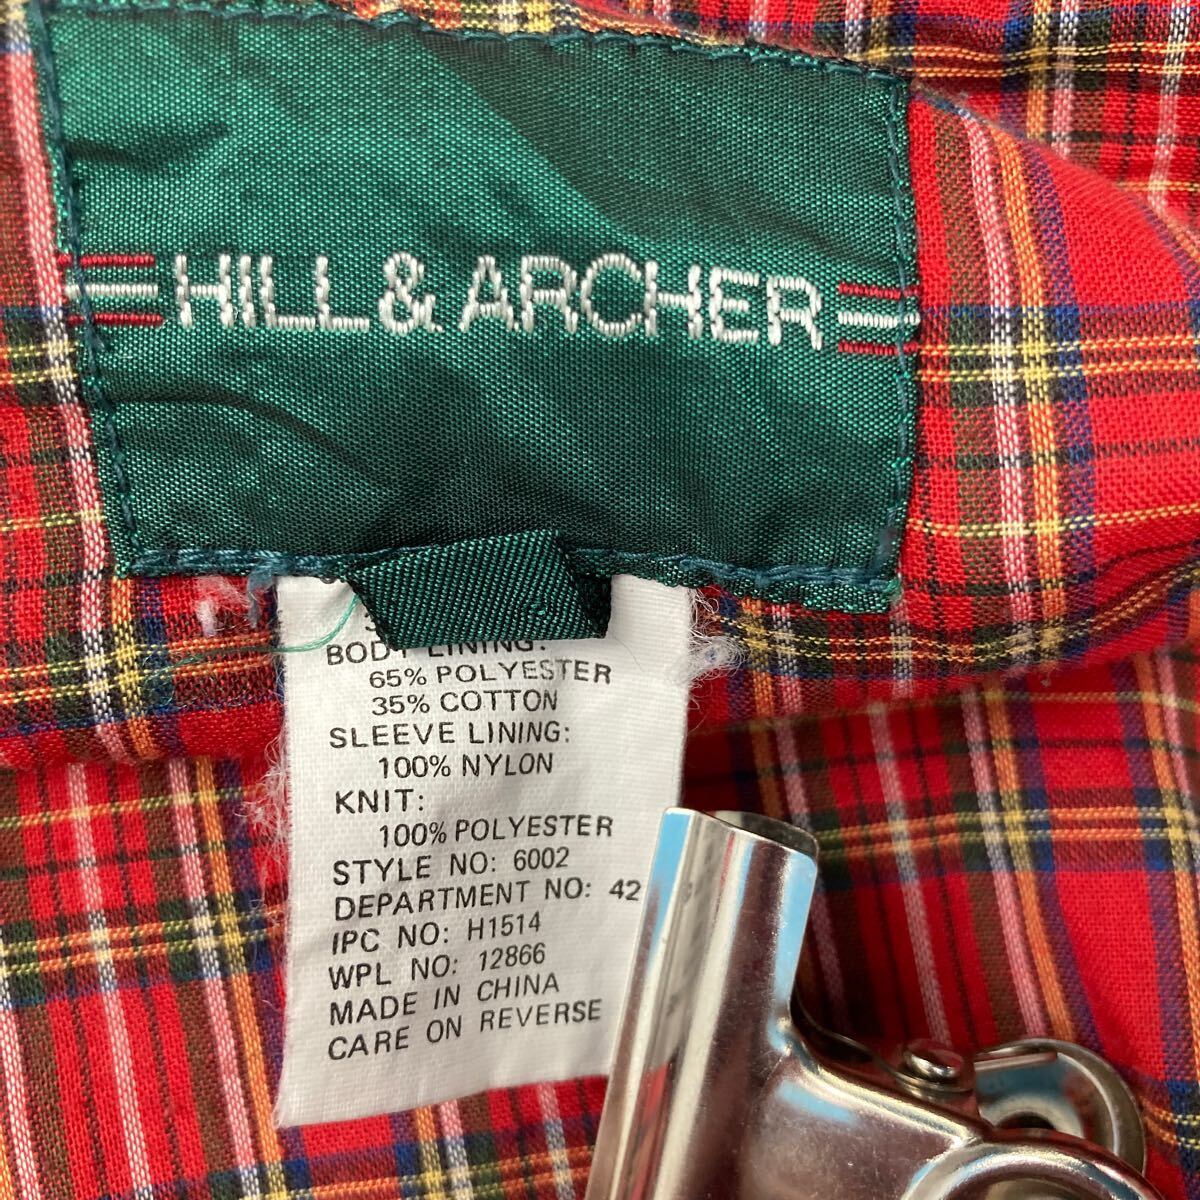 HILL & ARCHER
BODY LINING:
65% POLYESTER
35% COTTON
SLEEVE LINING:
100% NYLON
KNIT:
100% POLYESTER
STYLE NO: 6002
DEPARTMENT NO: 42
IPC NO: H1514
WPL NO: 12866
MADE IN CHINA
CARE ON REVERSE